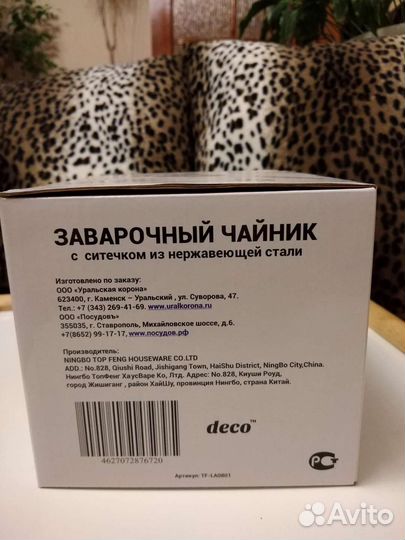 ЗАВАРОЧНЫЙ ЧАЙНИК
с ситечком из нержавеющей стали
Изготовлено по заказу:
ООО «Уральская корона»
623400, г. Каменск – Уральский , ул. Суворова, 47.
Тел.: +7 (343) 269-41-69. www.uralkorona.ru
ООО «Посудовъ»
355035, г. Ставрополь, Михайловское шоссе, д.6.
+7(8652) 99-17-17, www.посудов.рф
Производитель:
NINGBO TOP FENG HOUSEWARE CO.LTD
ADD.: No.828, Qiushi Road, Jishigang Town, HaiShu District, NingBo City,China.
Нингбо ТопФенг ХаусВаре Ко, Лтд. Адрес: No.828, Киуши Роуд,
город Жишиганг , район ХайШу, провинция Нингбо, страна Китай.
deco™
4627072876720
Артикул: TF-LAD801
Avito